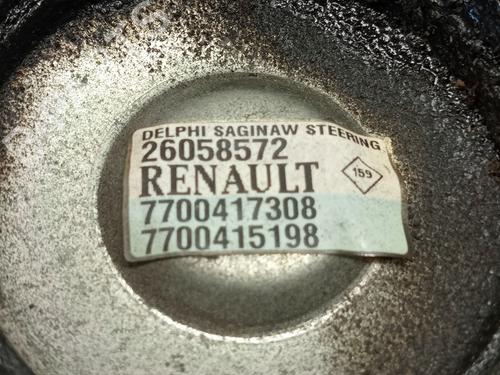 DELPHI SAGINAW STEERING
26058572
RENAULT
159
7700417308
7700415198